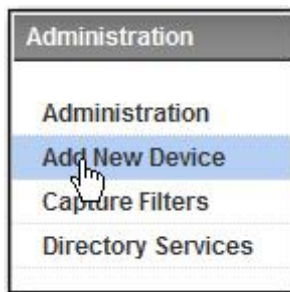 Administration
Administration
Add New Device
Capture Filters
Directory Services